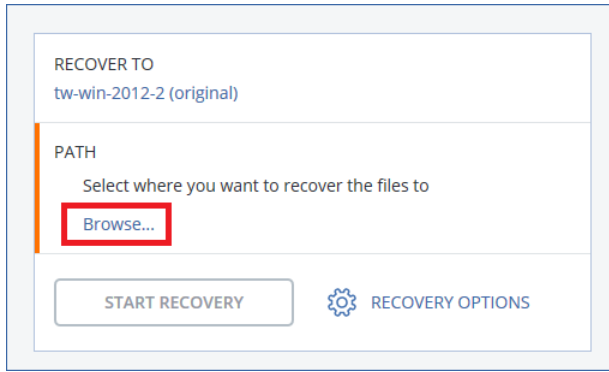 RECOVER TO
tw-win-2012-2 (original)
PATH
Select where you want to recover the files to
Browse...
START RECOVERY
RECOVERY OPTIONS